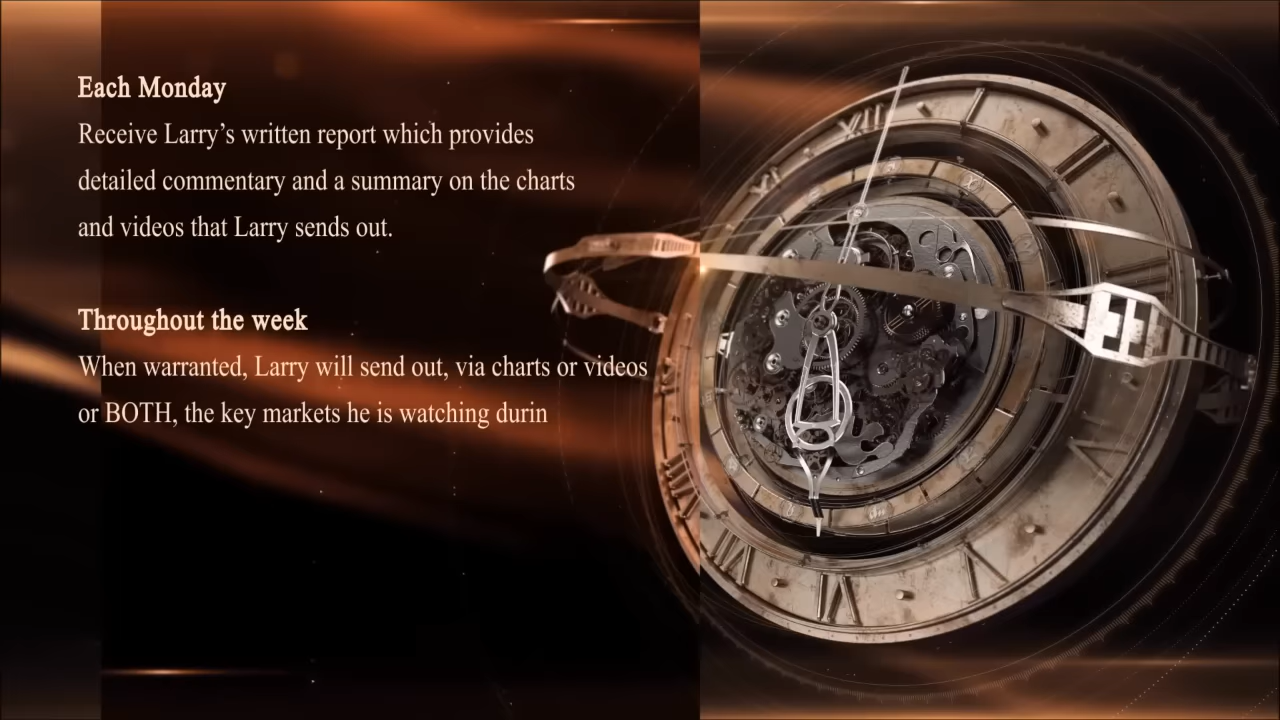 Each Monday
Receive Larry’s written report which provides
detailed commentary and a summary on the charts
and videos that Larry sends out.
Throughout the week
When warranted, Larry will send out, via charts or videos
or BOTH, the key markets he is watching durin